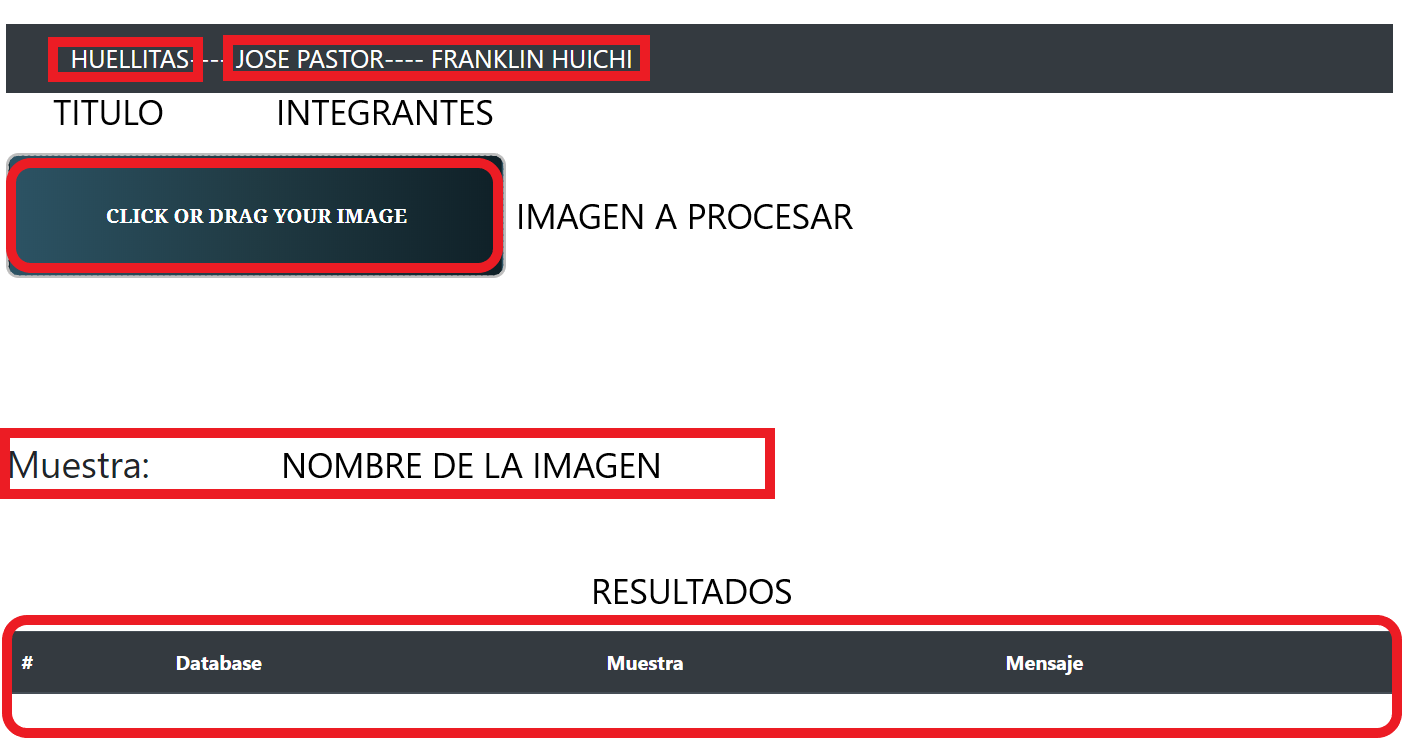 HUELLITAS---- JOSE PASTOR---- FRANKLIN HUICHI
TITULO INTEGRANTES
CLICK OR DRAG YOUR IMAGE IMAGEN A PROCESAR
Muestra: NOMBRE DE LA IMAGEN
RESULTADOS
# Database Muestra Mensaje